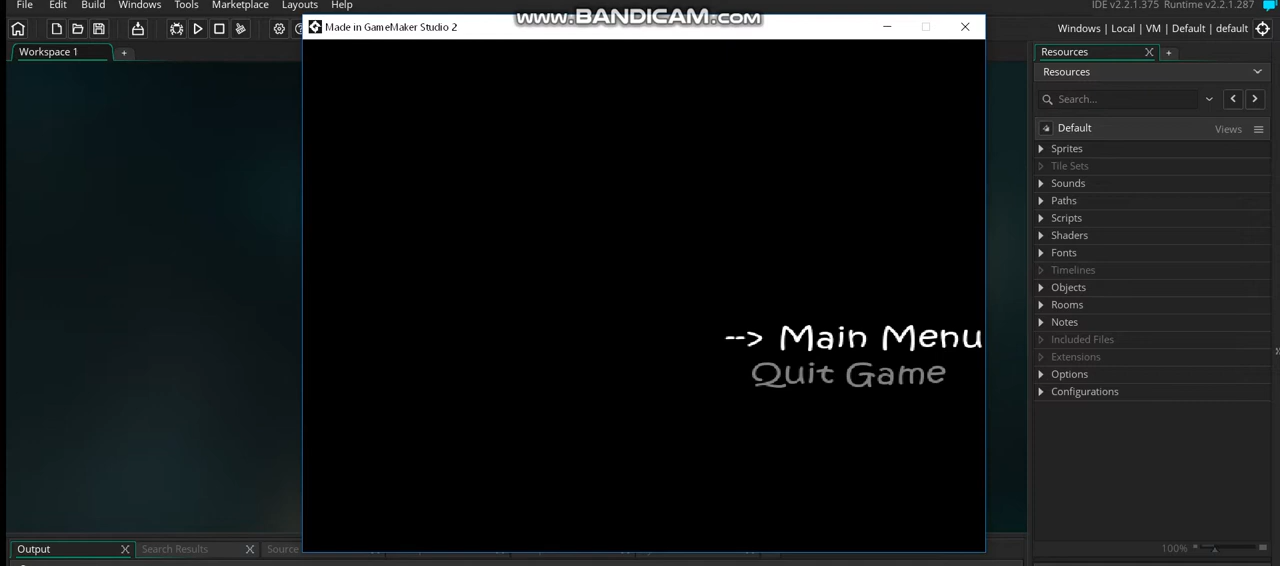 www.BANDICAM.com
File Edit Build Windows Tools Marketplace Layouts Help
IDE v2.2.1.375 Runtime v2.2.1.287
Made in GameMaker Studio 2
Windows | Local | VM | Default | default
Workspace 1 +
Resources
+
Resources
Search...
Default Views
Sprites
Tile Sets
Sounds
Paths
Scripts
Shaders
Fonts
Timelines
Objects
Rooms
Notes
Included Files
Extensions
Options
Configurations
--> Main Menu
Quit Game
100%
Output Search Results Source